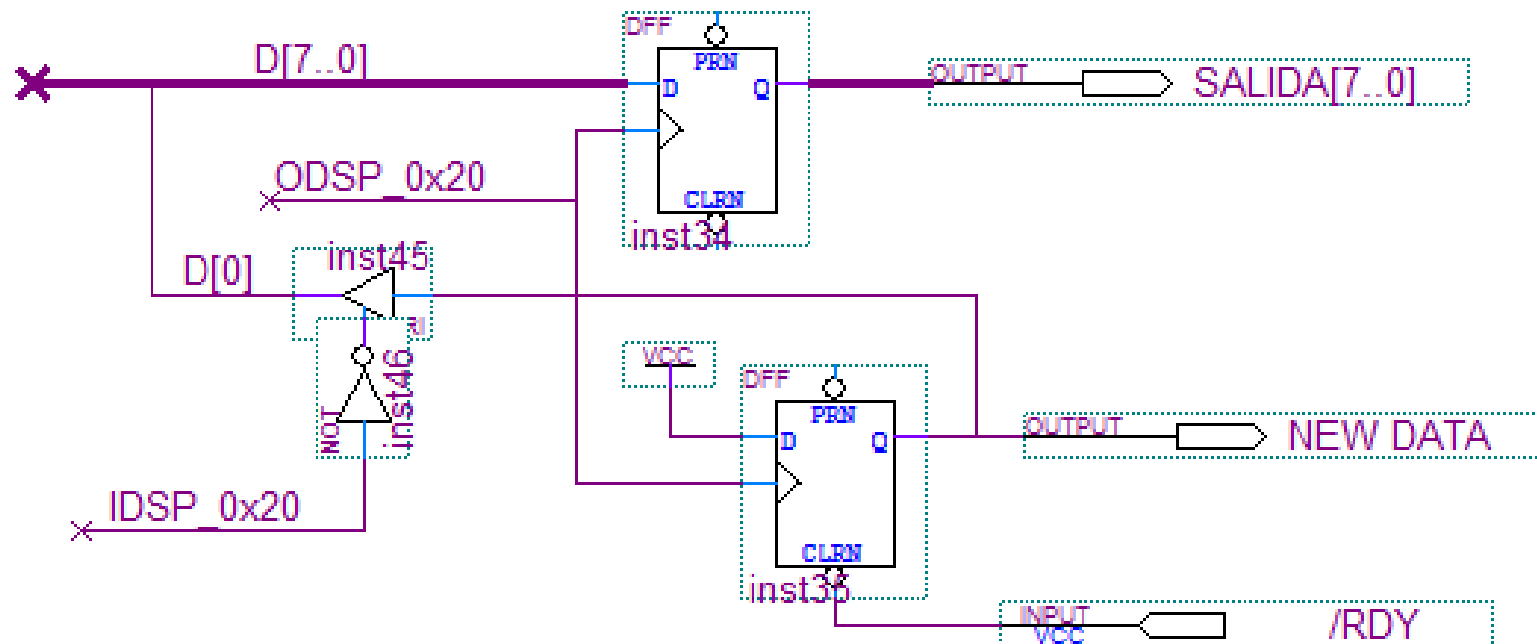 DFF
PRN
D[7..0]
D
Q
OUTPUT
SALIDA[7..0]
ODSP_0x20
CLRN
inst34
inst45
D[0]
VCC
inst46
NOT
DFF
PRN
D
Q
OUTPUT
NEW DATA
IDSP_0x20
CLRN
INPUT
VCC
/RDY